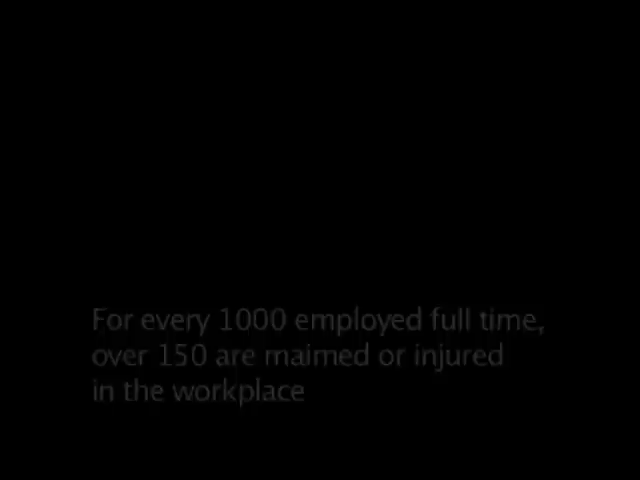 For every 1000 employed full time,
over 150 are maimed or injured
in the workplace